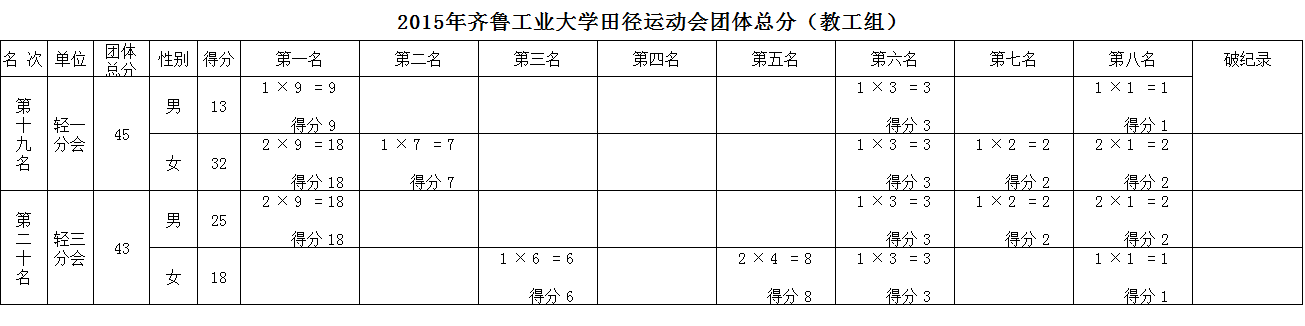 2015年齐鲁工业大学田径运动会团体总分（教工组）
名 次 单位 团体总分 性别 得分 第一名 第二名 第三名 第四名 第五名 第六名 第七名 第八名 破纪录
第十九名 轻一分会 45
男 13 1×9 =9 1×3 =3 1×1 =1
得分9 得分3 得分1
女 32 2×9 =18 1×7 =7 1×3 =3 1×2 =2 2×1 =2
得分18 得分7 得分3 得分2 得分2
第二十名 轻三分会 43
男 25 2×9 =18 1×3 =3 1×2 =2 2×1 =2
得分18 得分3 得分2 得分2
女 18 1×6 =6 2×4 =8 1×3 =3 1×1 =1
得分6 得分8 得分3 得分1